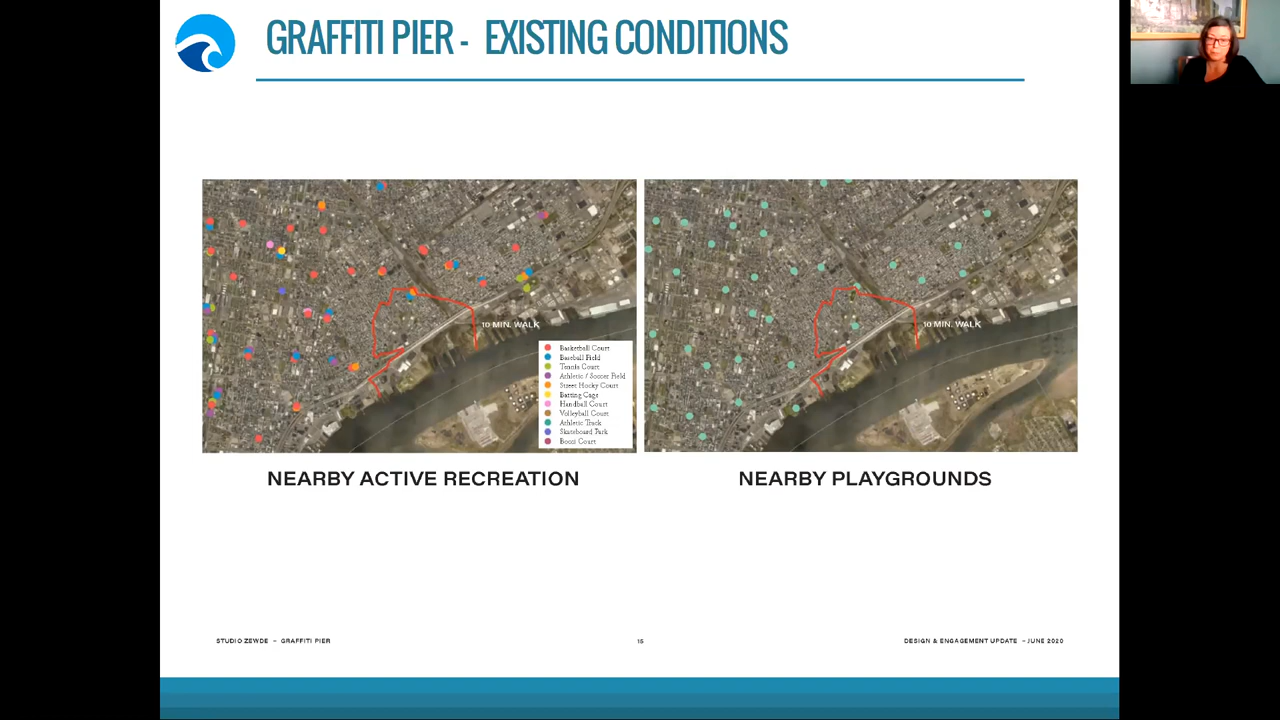 GRAFFITI PIER - EXISTING CONDITIONS
10 MIN. WALK
Basketball Court
Baseball Field
Tennis Court
Athletic / Soccer Field
Street Hocky Court
Batting Cage
Handball Court
Volleyball Court
Athletic Track
Skateboard Park
Bocci Court
10 MIN. WALK
NEARBY ACTIVE RECREATION
NEARBY PLAYGROUNDS
STUDIO ZEWDE – GRAFFITI PIER
15
DESIGN & ENGAGEMENT UPDATE – JUNE 2020